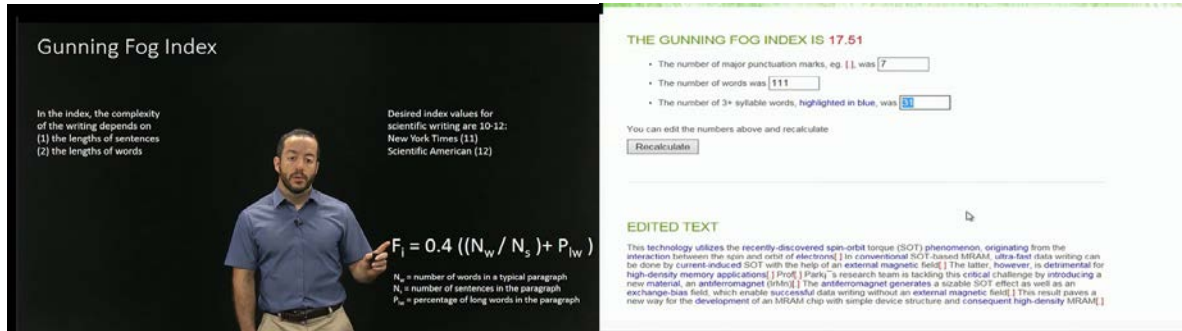 Gunning Fog Index
In the index, the complexity
of the writing depends on
(1) the lengths of sentences
(2) the lengths of words
Desired index values for
scientific writing are 10-12:
New York Times (11)
Scientific American (12)
Fi = 0.4 ((Nw / Ns )+ Plw )
Nw = number of words in a typical paragraph
Ns = number of sentences in the paragraph
Plw = percentage of long words in the paragraph
THE GUNNING FOG INDEX IS 17.51
• The number of major punctuation marks, eg. [.], was 7
• The number of words was 111
• The number of 3+ syllable words, highlighted in blue, was 31
You can edit the numbers above and recalculate
Recalculate
EDITED TEXT
This technology utilizes the recently-discovered spin-orbit torque (SOT) phenomenon, originating from the
interaction between the spin and orbit of electrons[.] In conventional SOT-based MRAM, ultra-fast data writing can
be done by current-induced SOT with the help of an external magnetic field[.] The latter, however, is detrimental for
high-density memory applications[.] Prof[.] Park¡¯s research team is tackling this critical challenge by introducing a
new material, an antiferromagnet (IrMn)[.] The antiferromagnet generates a sizable SOT effect as well as an
exchange-bias field, which enable successful data writing without an external magnetic field[.] This result paves a
new way for the development of an MRAM chip with simple device structure and consequent high-density MRAM[.]